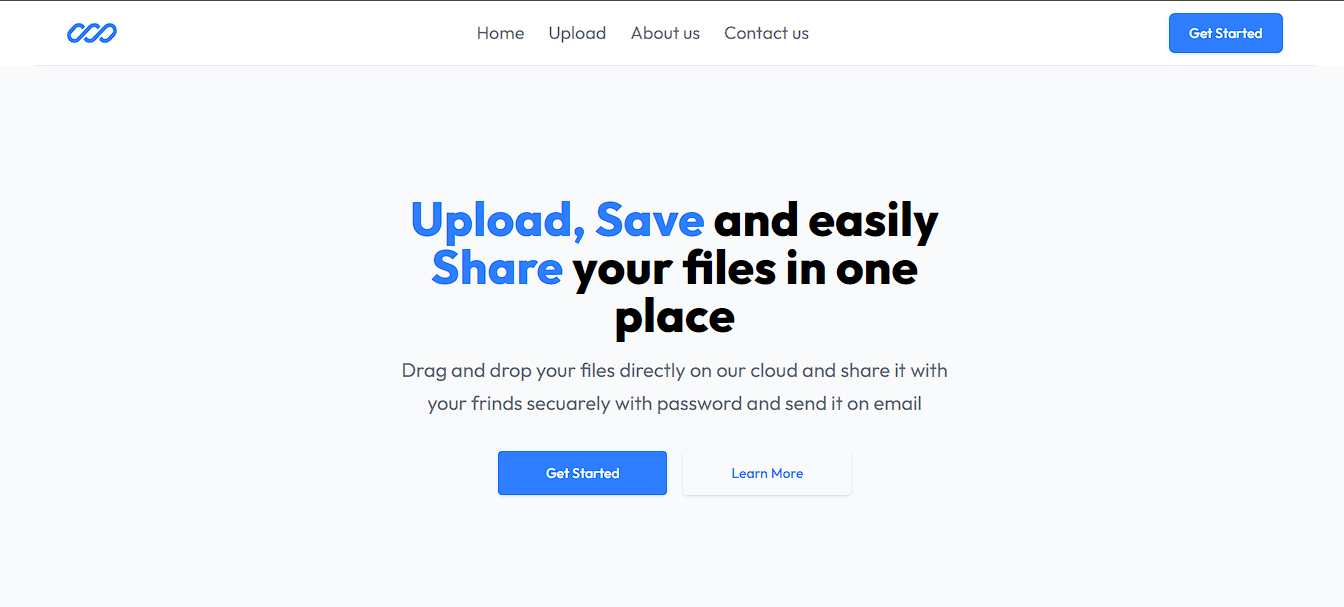 Home Upload About us Contact us Get Started
Upload, Save and easily
Share your files in one
place
Drag and drop your files directly on our cloud and share it with
your frinds secuarely with password and send it on email
Get Started Learn More